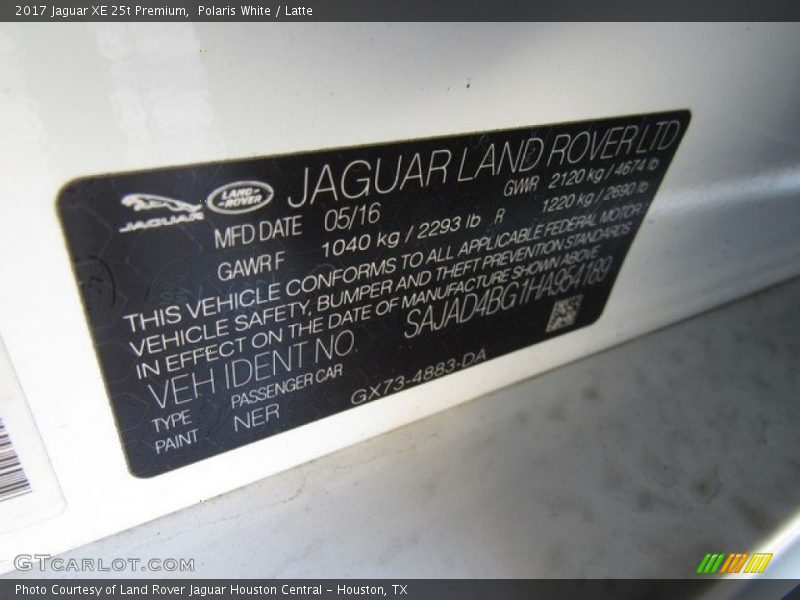 2017 Jaguar XE 25t Premium, Polaris White / Latte
JAGUAR
LAND-ROVER
JAGUAR LAND ROVER LTD
MFD DATE 05/16 GWR 2120 kg / 4674 lb
GAWR F 1040 kg / 2293 lb R 1220 kg / 2690 lb
THIS VEHICLE CONFORMS TO ALL APPLICABLE FEDERAL MOTOR
VEHICLE SAFETY, BUMPER AND THEFT PREVENTION STANDARDS
IN EFFECT ON THE DATE OF MANUFACTURE SHOWN ABOVE
VEH IDENT NO SAJAD4BG1HA954189
TYPE PASSENGER CAR
PAINT NER GX73-4883-DA
GTCARLOT.COM
Photo Courtesy of Land Rover Jaguar Houston Central - Houston, TX